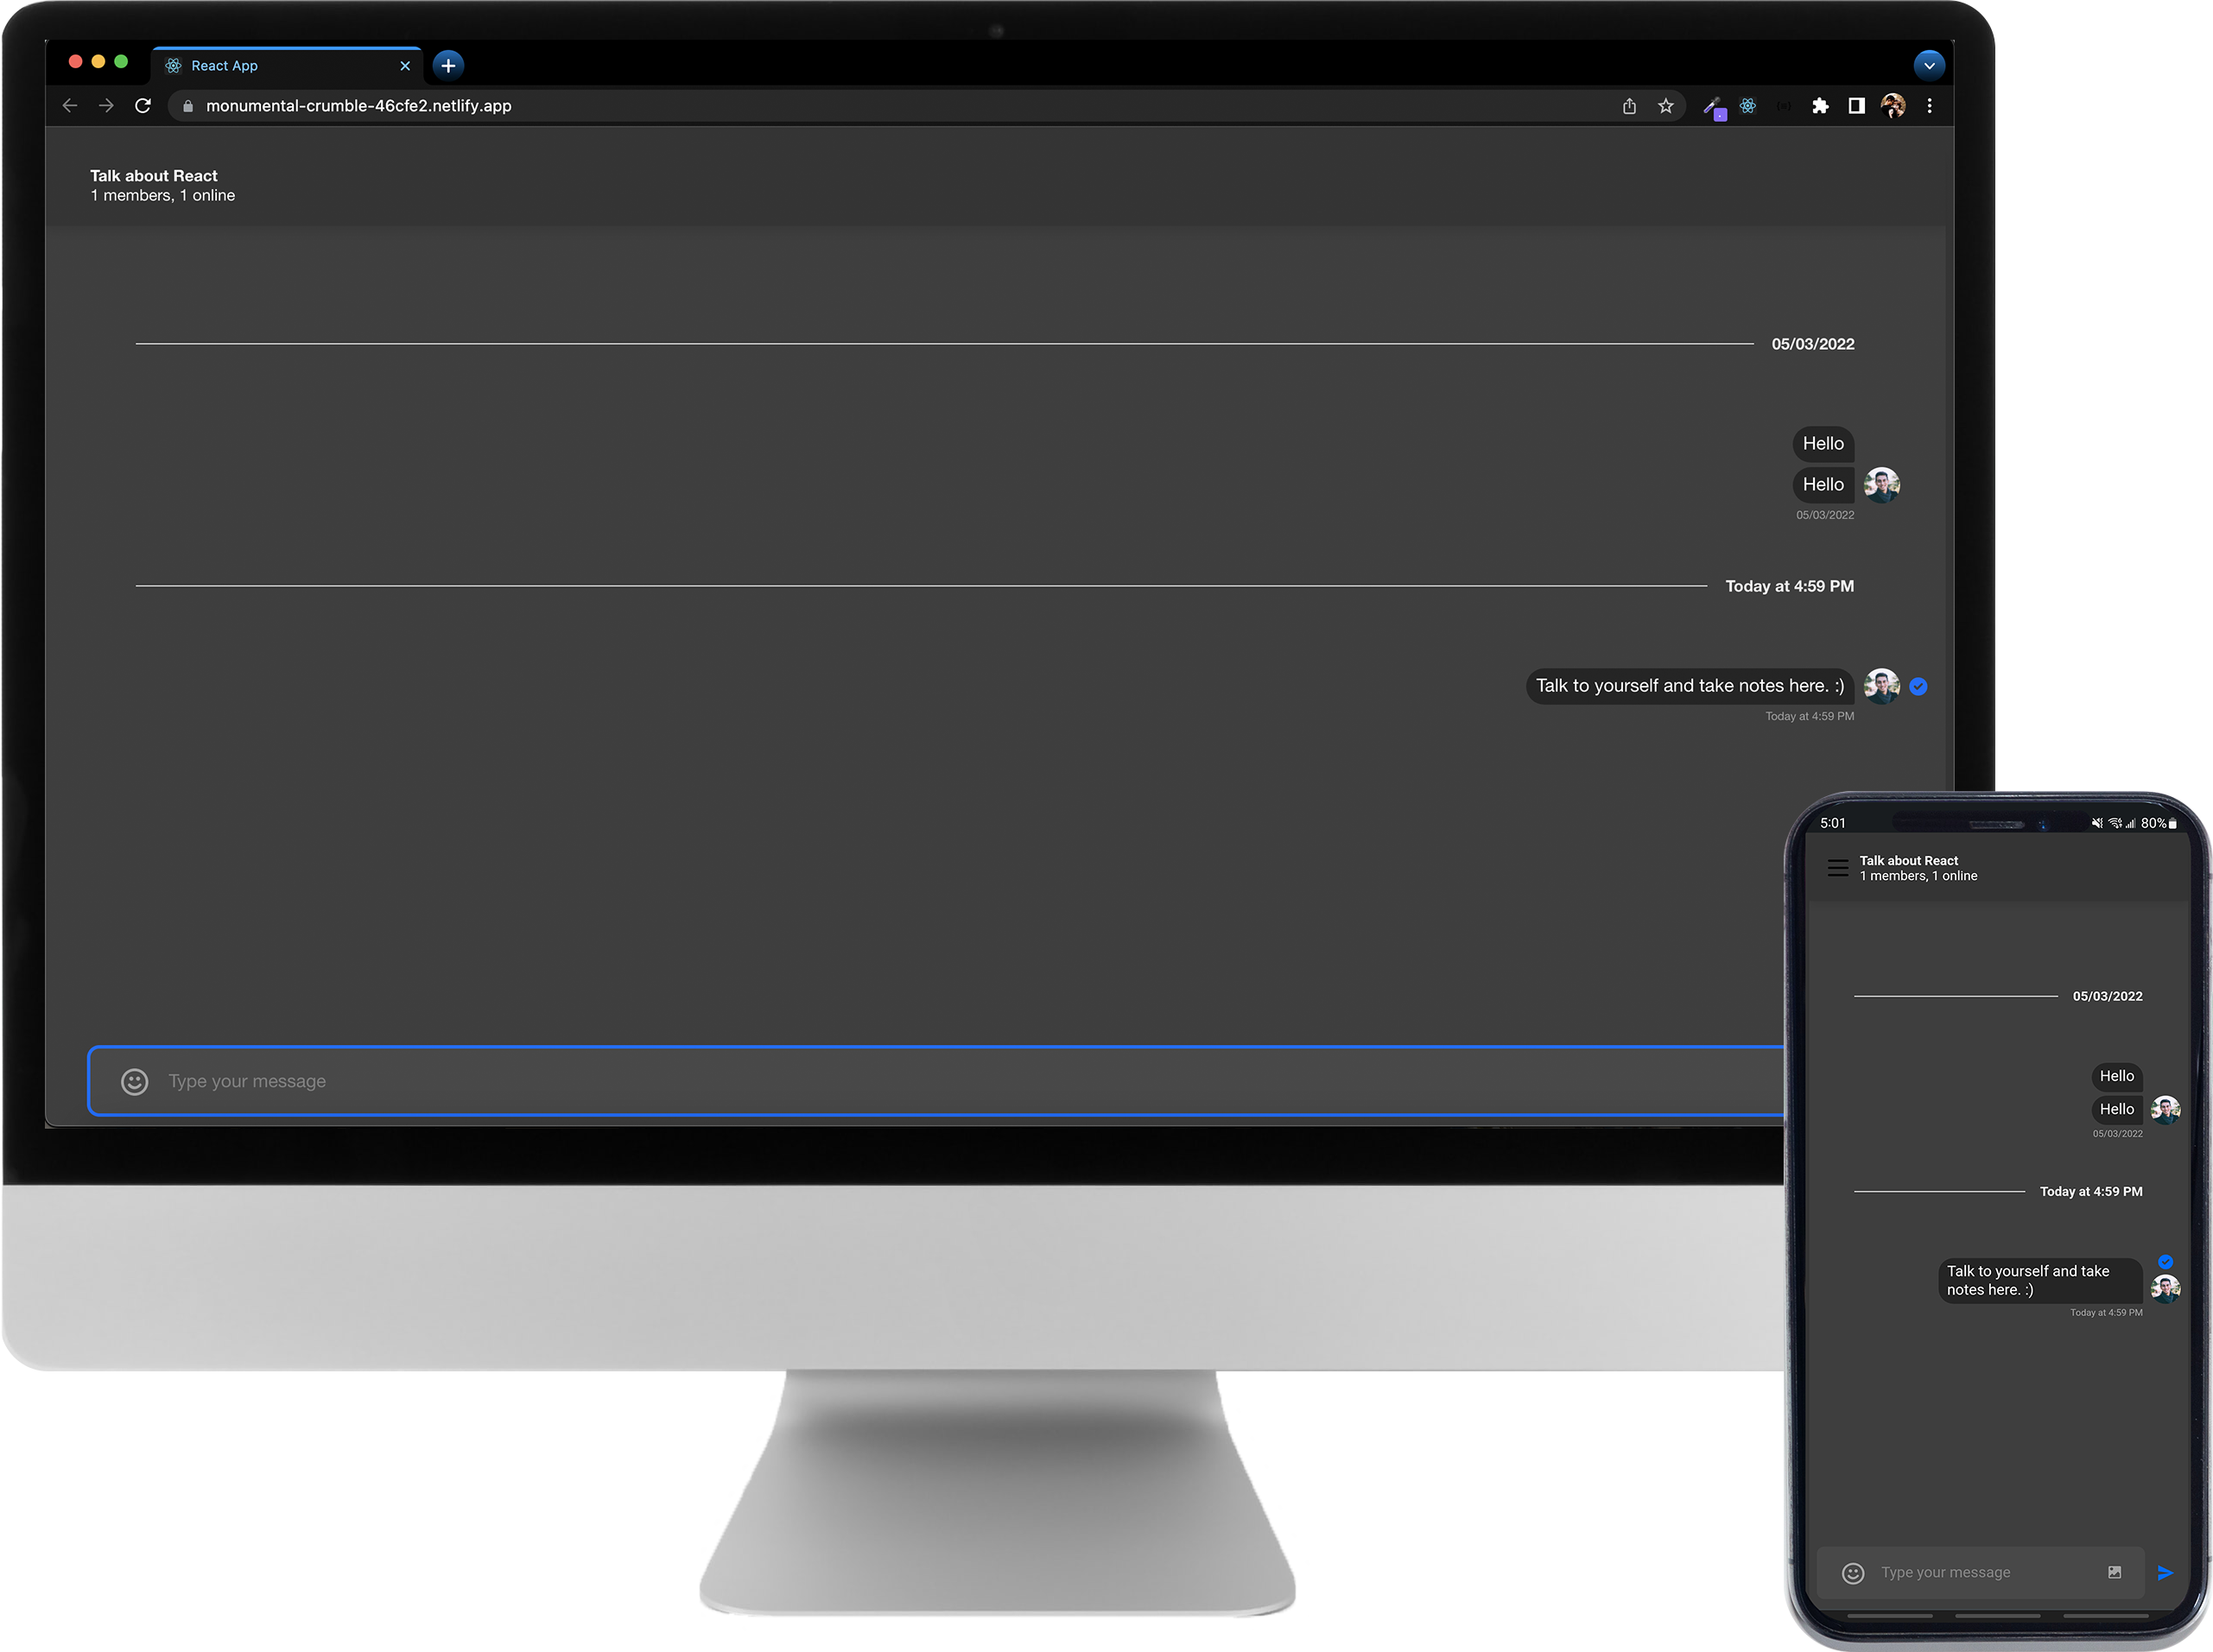 React App
monumental-crumble-46cfe2.netlify.app
Talk about React
1 members, 1 online
05/03/2022
Hello
Hello
05/03/2022
Today at 4:59 PM
Talk to yourself and take notes here. :)
Today at 4:59 PM
Type your message
5:01
80%
Talk about React
1 members, 1 online
05/03/2022
Hello
Hello
05/03/2022
Today at 4:59 PM
Talk to yourself and take
notes here. :)
Today at 4:59 PM
Type your message